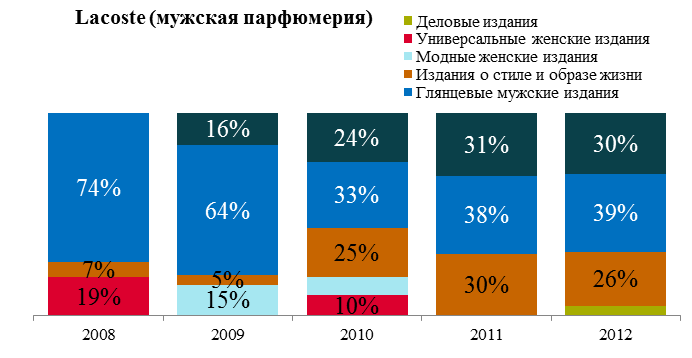 Lacoste (мужская парфюмерия)
Деловые издания
Универсальные женские издания
Модные женские издания
Издания о стиле и образе жизни
Глянцевые мужские издания
16% 24% 31% 30%
74% 64% 33% 38% 39%
7% 5% 25% 30% 26%
19% 15% 10%
2008 2009 2010 2011 2012